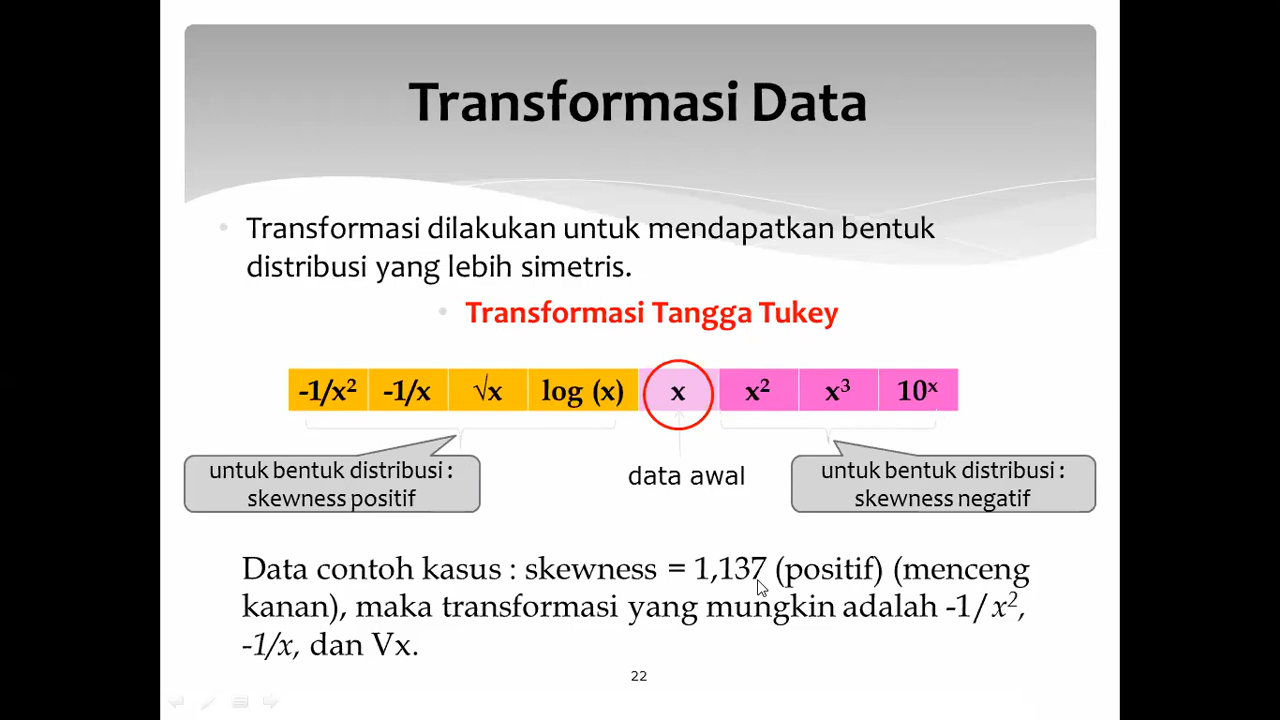 Transformasi Data
• Transformasi dilakukan untuk mendapatkan bentuk
distribusi yang lebih simetris.
• Transformasi Tangga Tukey
-1/x² -1/x √x log (x) x x² x³ 10ˣ
untuk bentuk distribusi :
skewness positif
data awal
untuk bentuk distribusi :
skewness negatif
Data contoh kasus : skewness = 1,137 (positif) (menceng
kanan), maka transformasi yang mungkin adalah -1/x²,
-1/x, dan Vx.
22